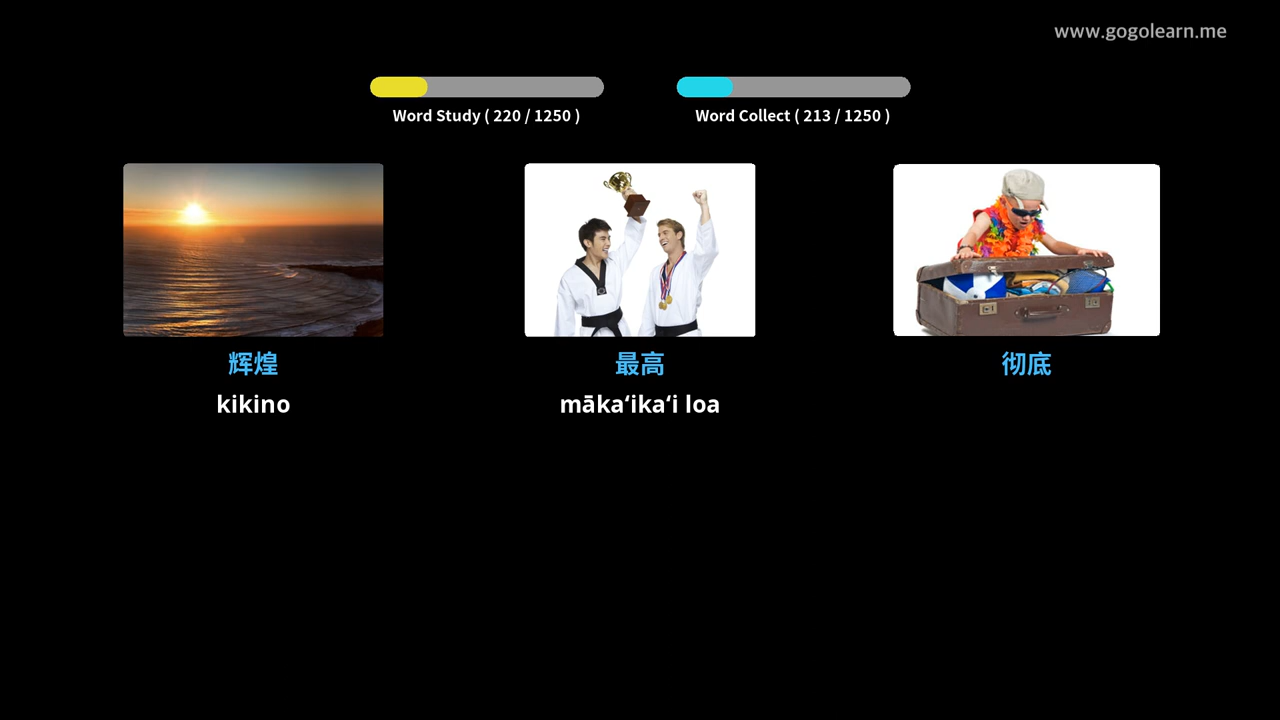 www.gogolearn.me
Word Study ( 220 / 1250 )
Word Collect ( 213 / 1250 )
辉煌
最高
彻底
kikino
mākaʻikaʻi loa